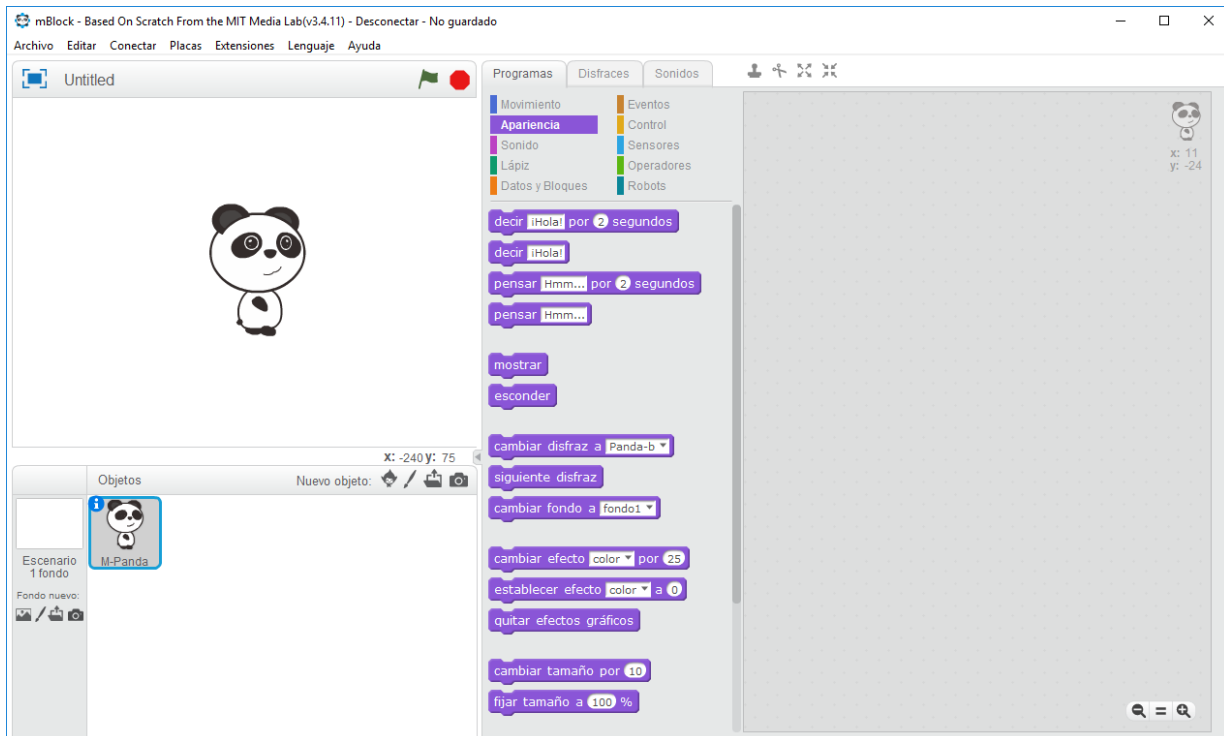 mBlock - Based On Scratch From the MIT Media Lab(v3.4.11) - Desconectar - No guardado
Archivo Editar Conectar Placas Extensiones Lenguaje Ayuda
Untitled
x: -240 y: 75
Objetos
Nuevo objeto:
Escenario
1 fondo
Fondo nuevo:
M-Panda
Programas Disfraces Sonidos
Movimiento Eventos
Apariencia Control
Sonido Sensores
Lápiz Operadores
Datos y Bloques Robots
decir ¡Hola! por 2 segundos
decir ¡Hola!
pensar Hmm... por 2 segundos
pensar Hmm...
mostrar
esconder
cambiar disfraz a Panda-b
siguiente disfraz
cambiar fondo a fondo1
cambiar efecto color por 25
establecer efecto color a 0
quitar efectos gráficos
cambiar tamaño por 10
fijar tamaño a 100 %
x: 11
y: -24